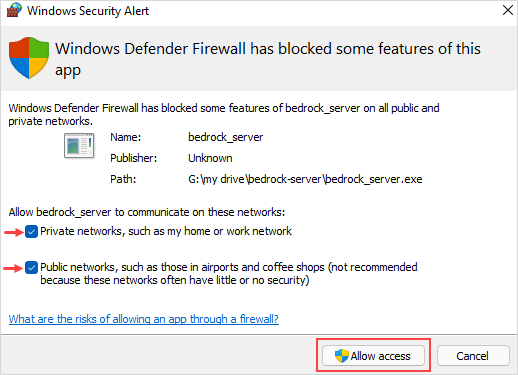 Windows Security Alert
Windows Defender Firewall has blocked some features of this
app
Windows Defender Firewall has blocked some features of bedrock_server on all public and
private networks.
Name: bedrock_server
Publisher: Unknown
Path: G:\my drive\bedrock-server\bedrock_server.exe
Allow bedrock_server to communicate on these networks:
Private networks, such as my home or work network
Public networks, such as those in airports and coffee shops (not recommended
because these networks often have little or no security)
What are the risks of allowing an app through a firewall?
Allow access Cancel